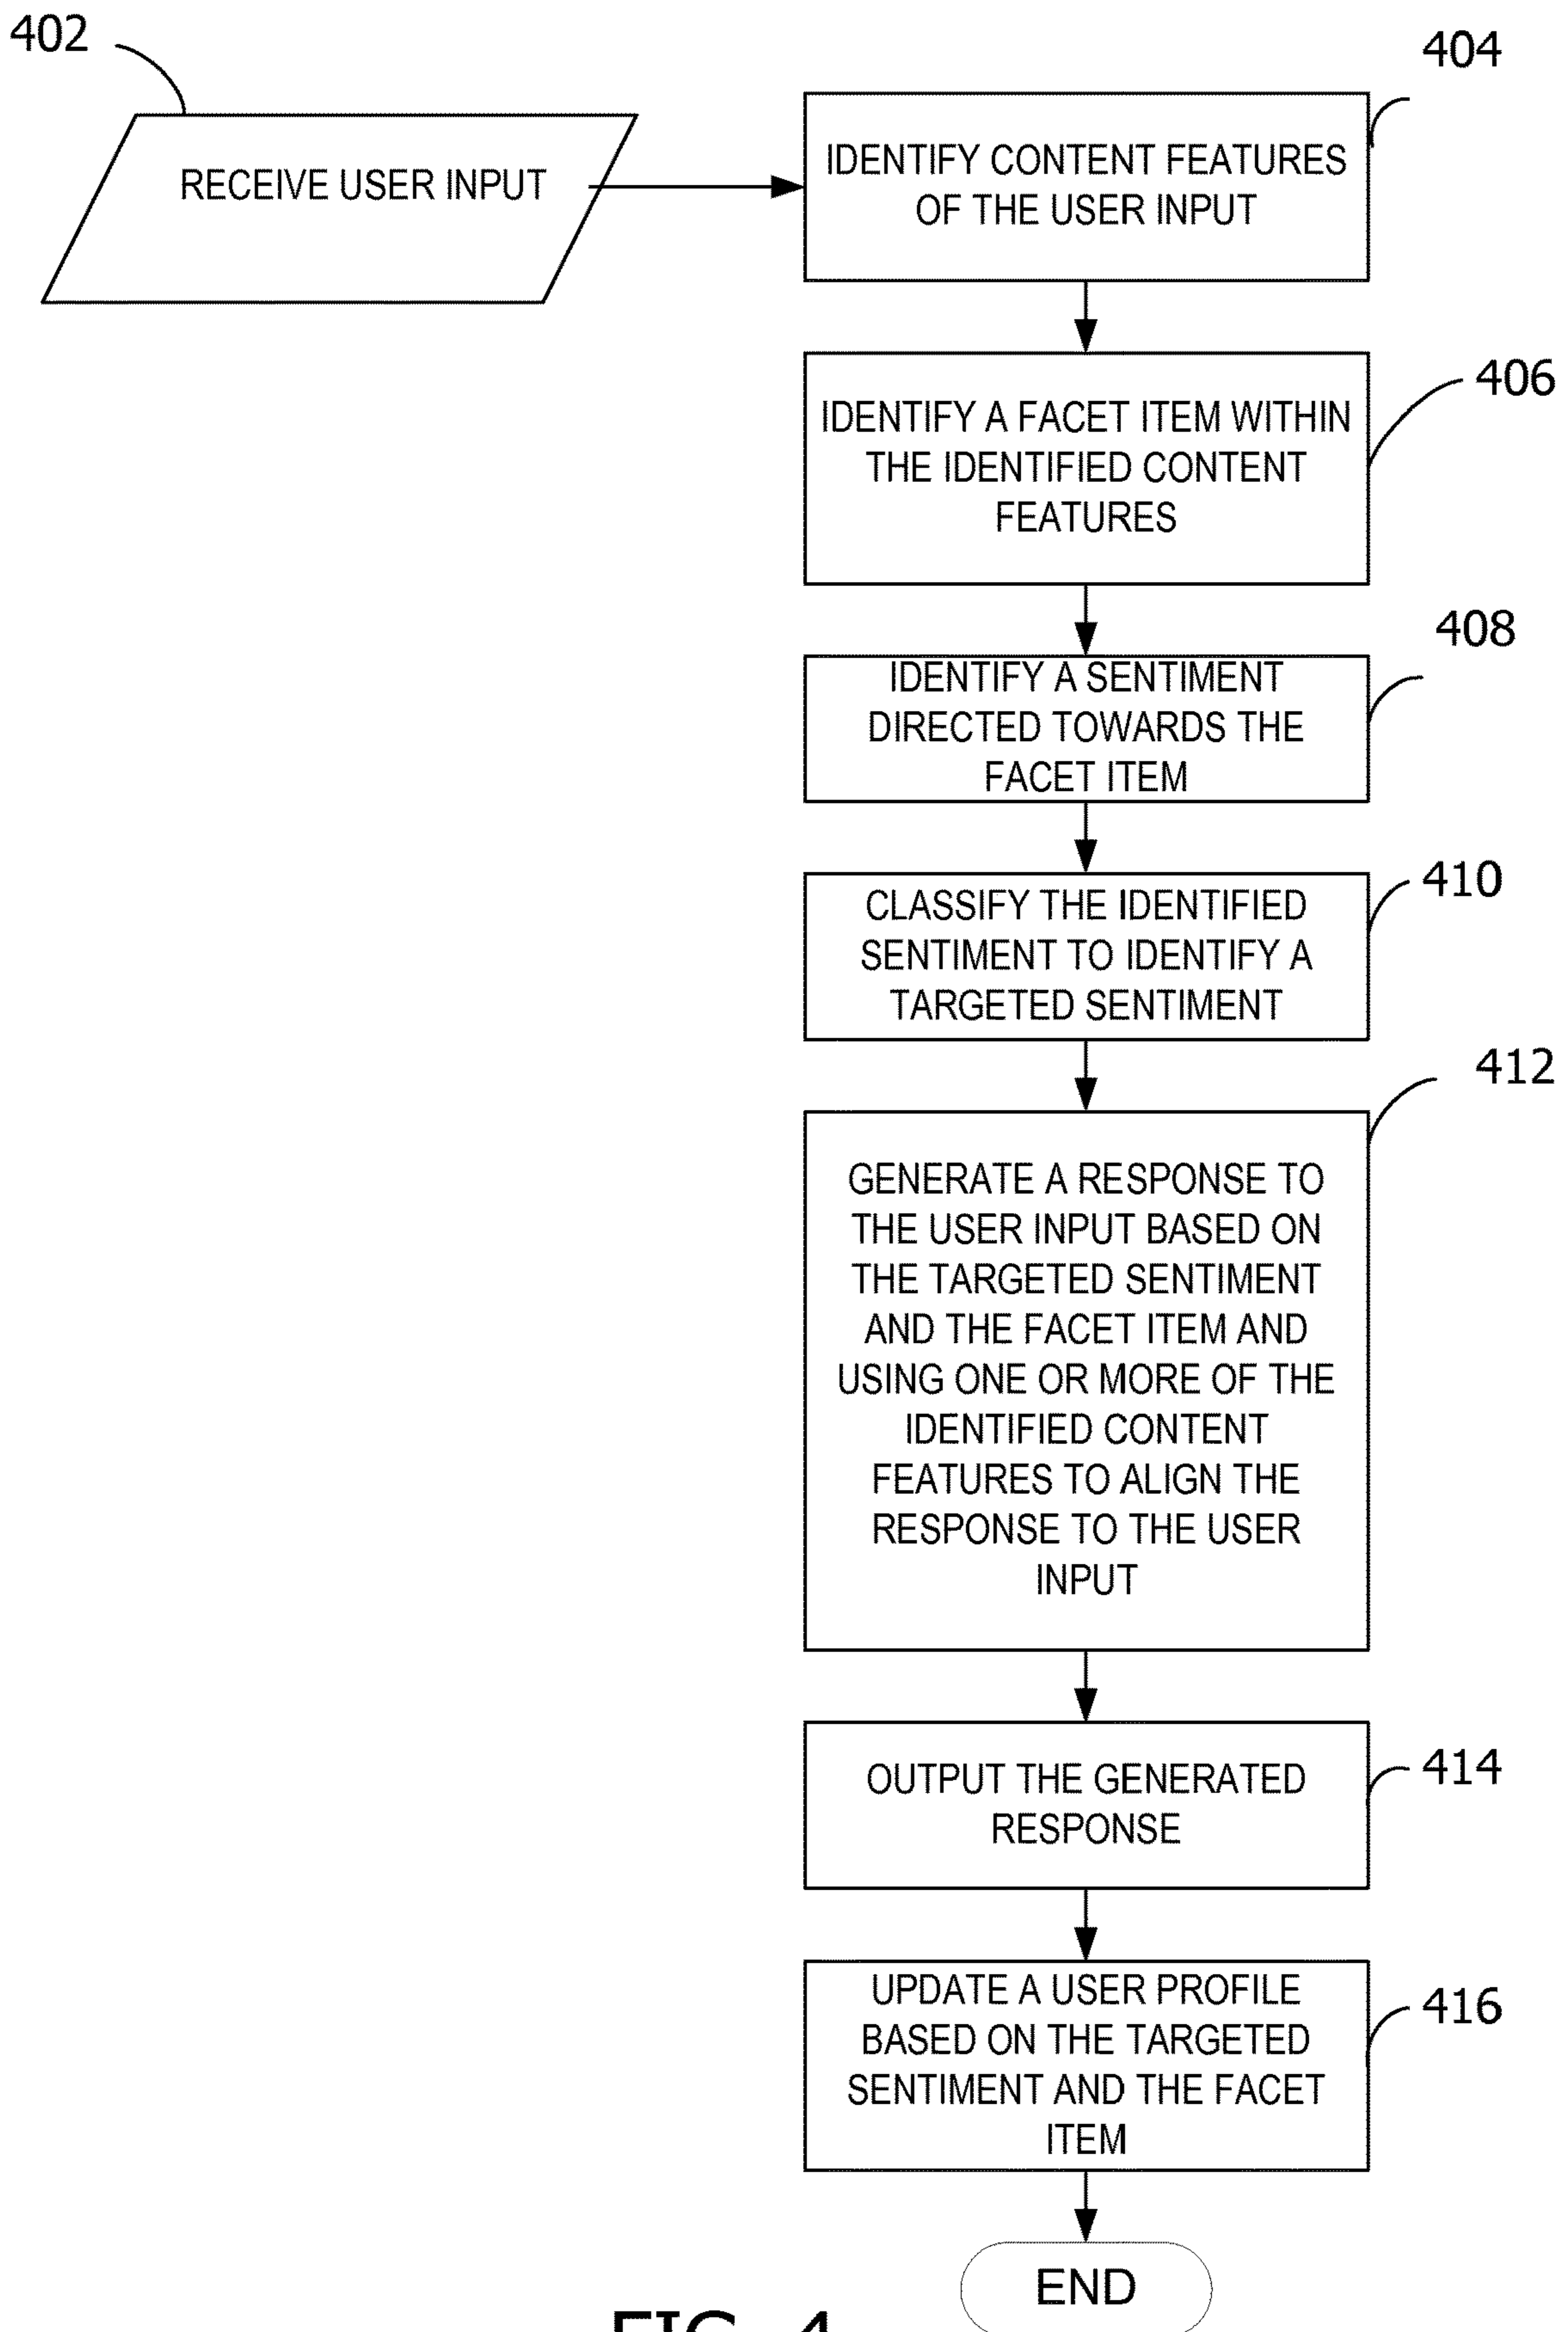 402
404
RECEIVE USER INPUT
IDENTIFY CONTENT FEATURES
OF THE USER INPUT
406
IDENTIFY A FACET ITEM WITHIN
THE IDENTIFIED CONTENT
FEATURES
408
IDENTIFY A SENTIMENT
DIRECTED TOWARDS THE
FACET ITEM
410
CLASSIFY THE IDENTIFIED
SENTIMENT TO IDENTIFY A
TARGETED SENTIMENT
412
GENERATE A RESPONSE TO
THE USER INPUT BASED ON
THE TARGETED SENTIMENT
AND THE FACET ITEM AND
USING ONE OR MORE OF THE
IDENTIFIED CONTENT
FEATURES TO ALIGN THE
RESPONSE TO THE USER
INPUT
414
OUTPUT THE GENERATED
RESPONSE
416
UPDATE A USER PROFILE
BASED ON THE TARGETED
SENTIMENT AND THE FACET
ITEM
END
FIG. 4